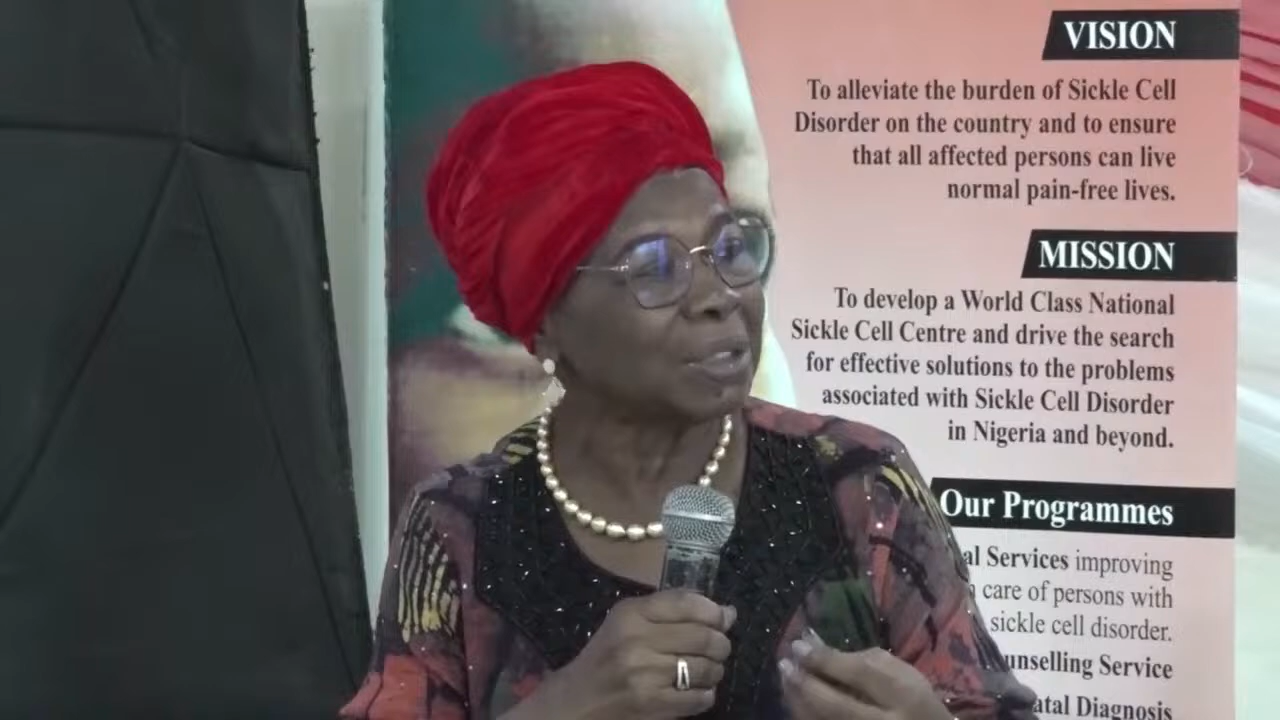 VISION
To alleviate the burden of Sickle Cell
Disorder on the country and to ensure
that all affected persons can live
normal pain-free lives.
MISSION
To develop a World Class National
Sickle Cell Centre and drive the search
for effective solutions to the problems
associated with Sickle Cell Disorder
in Nigeria and beyond.
Our Programmes
al Services improving
care of persons with
sickle cell disorder.
unselling Service
atal Diagnosis